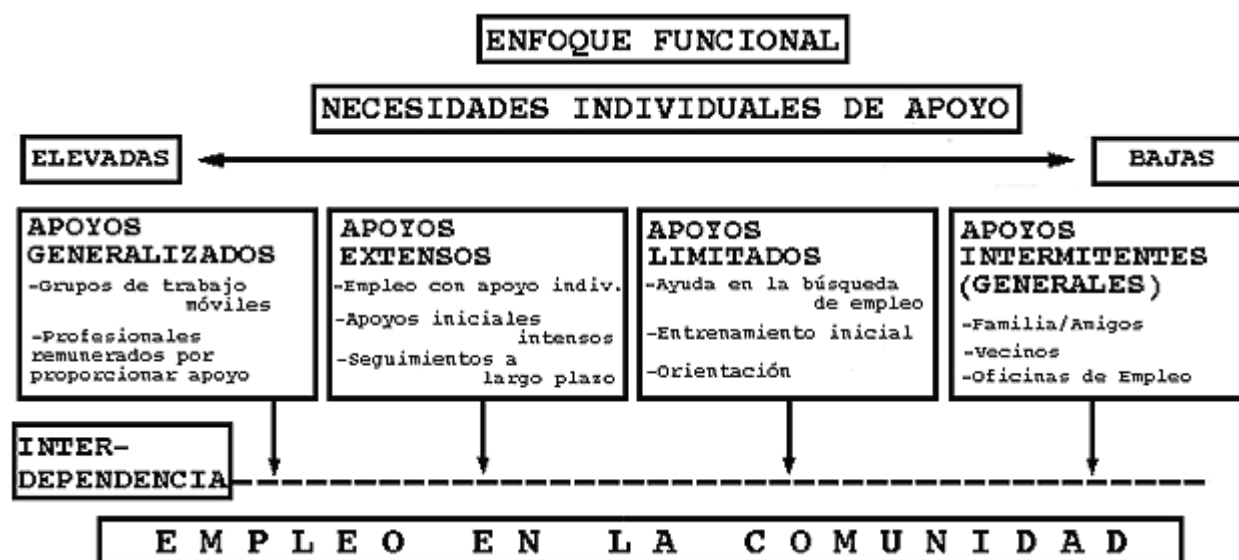 ENFOQUE FUNCIONAL
NECESIDADES INDIVIDUALES DE APOYO
ELEVADAS
BAJAS
APOYOS
GENERALIZADOS
-Grupos de trabajo
móviles
-Profesionales
remunerados por
proporcionar apoyo
APOYOS
EXTENSOS
-Empleo con apoyo indiv.
-Apoyos iniciales
intensos
-Seguimientos a
largo plazo
APOYOS
LIMITADOS
-Ayuda en la búsqueda
de empleo
-Entrenamiento inicial
-Orientación
APOYOS
INTERMITENTES
(GENERALES)
-Familia/Amigos
-Vecinos
-Oficinas de Empleo
INTER-
DEPENDENCIA
EMPLEO EN LA COMUNIDAD